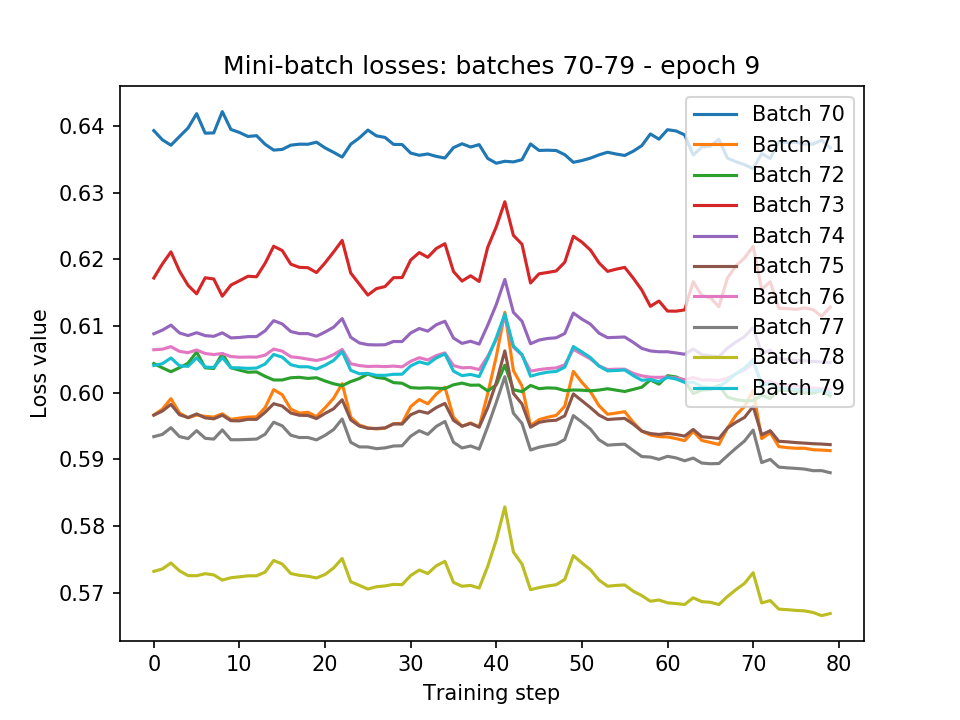 Mini-batch losses: batches 70-79 - epoch 9
Loss value
0.64
0.63
0.62
0.61
0.60
0.59
0.58
0.57
Batch 70
Batch 71
Batch 72
Batch 73
Batch 74
Batch 75
Batch 76
Batch 77
Batch 78
Batch 79
0 10 20 30 40 50 60 70 80
Training step